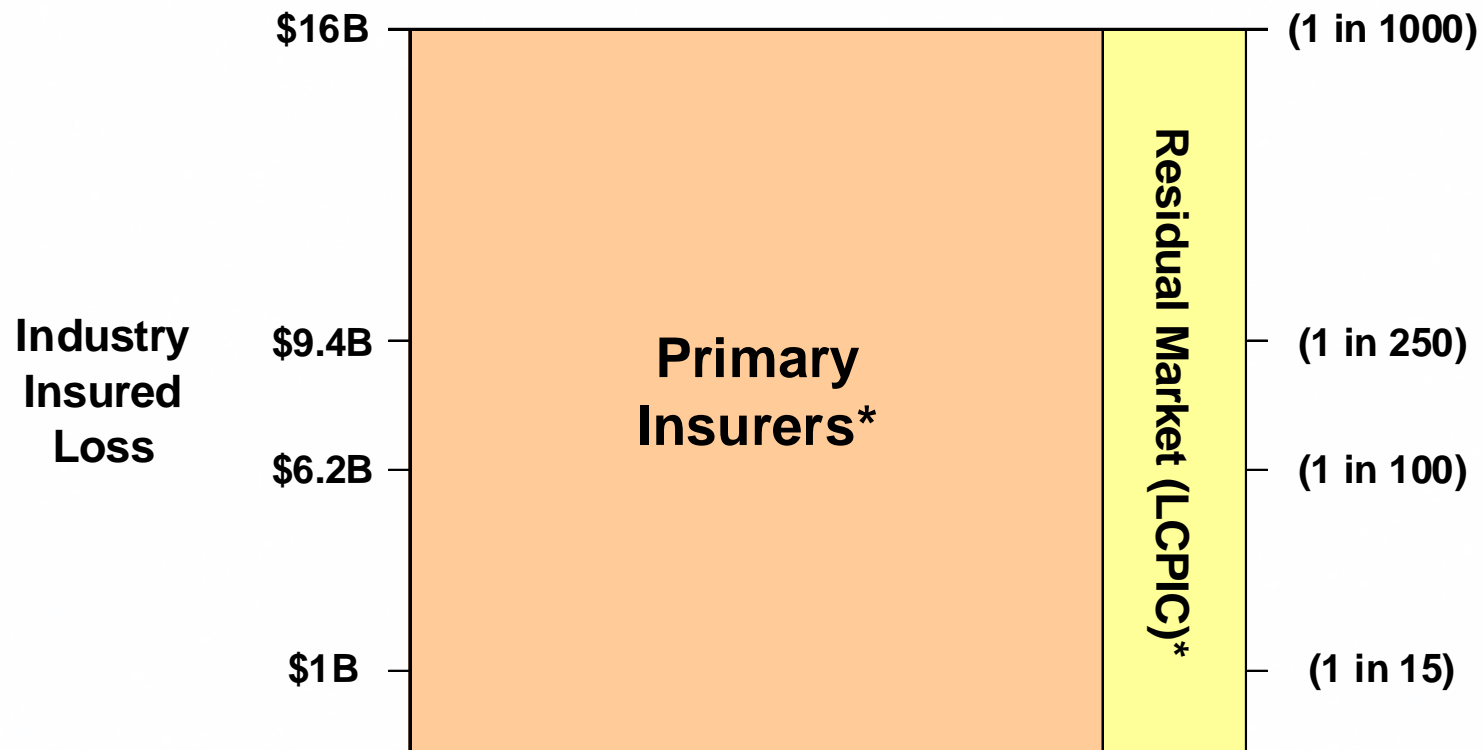 $16B
(1 in 1000)
Industry
Insured
Loss
$9.4B
(1 in 250)
Primary
Insurers*
Residual Market (LCPIC)*
$6.2B
(1 in 100)
$1B
(1 in 15)